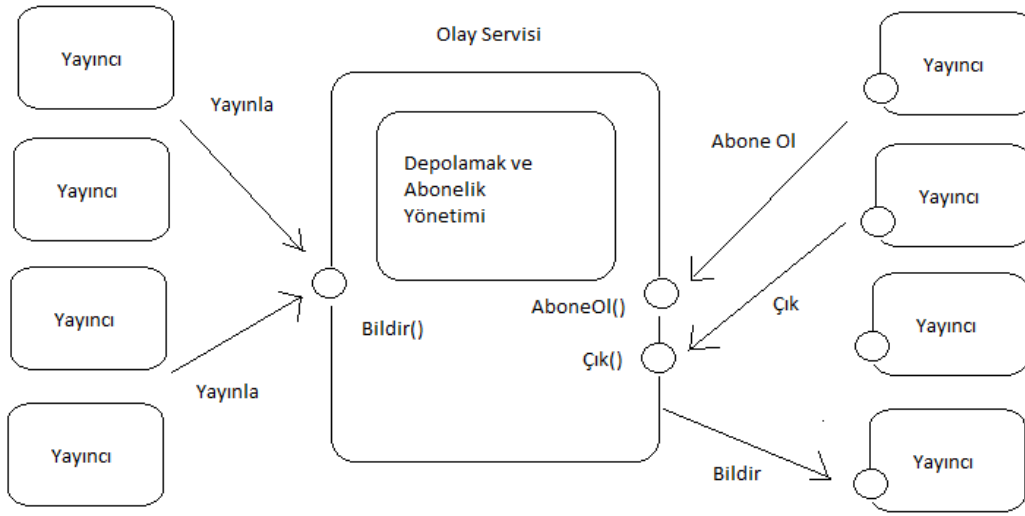 Olay Servisi
Yayıncı
Yayınla
Yayıncı
Yayıncı
Yayıncı
Yayınla
Depolamak ve
Abonelik
Yönetimi
Bildir()
AboneOl()
Çık()
Yayıncı
Abone Ol
Yayıncı
Çık
Yayıncı
Yayıncı
Bildir